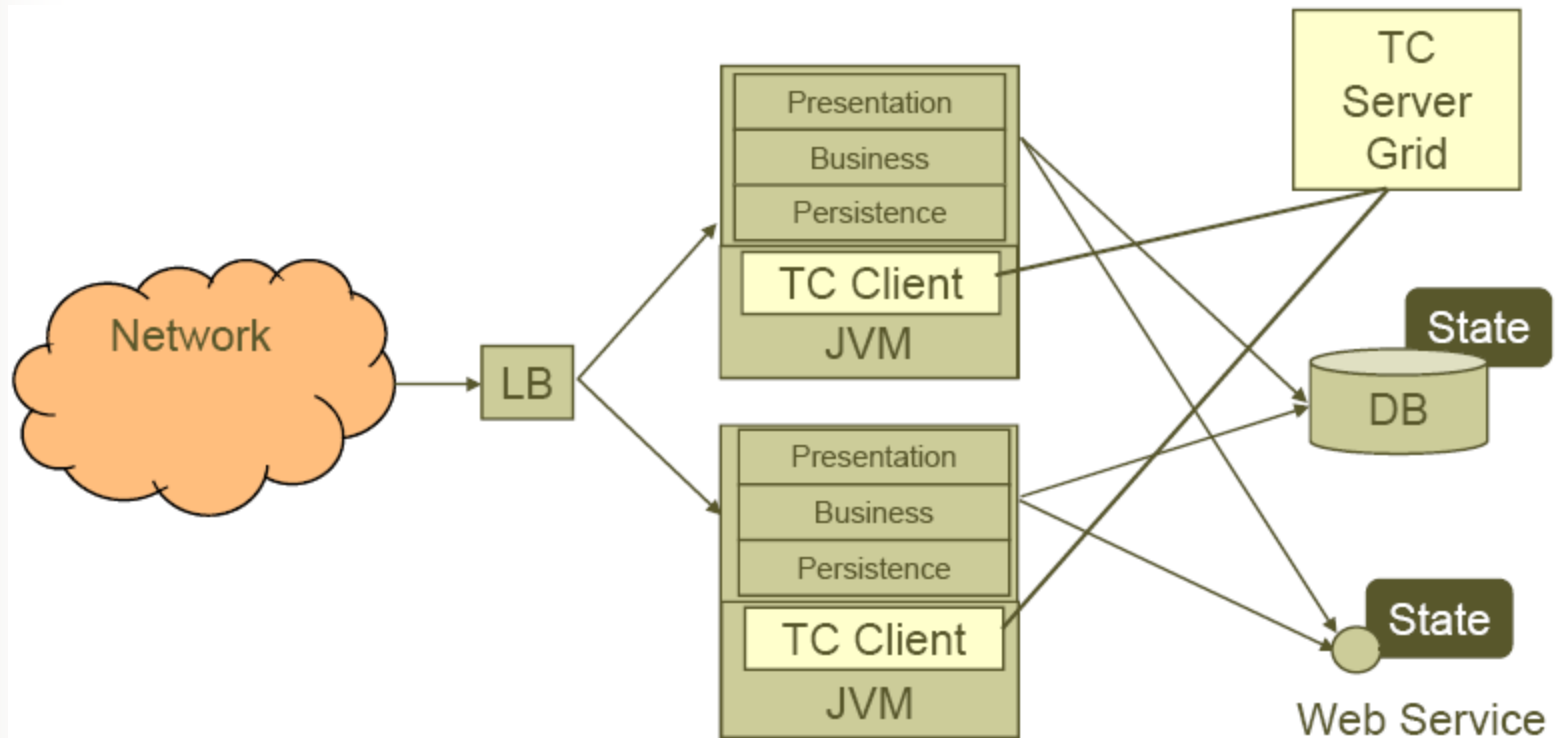 Network
LB
Presentation
Business
Persistence
TC Client
JVM
Presentation
Business
Persistence
TC Client
JVM
TC
Server
Grid
State
DB
State
Web Service